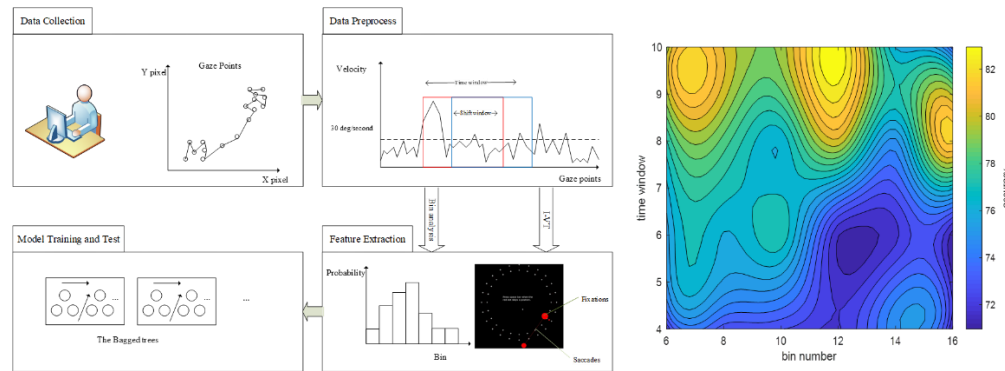 Data Collection
Y pixel
Gaze Points
X pixel
Data Preprocess
Velocity
Time window
Shift window
30 deg/second
Gaze points
Bin analysis
I-VT
Model Training and Test
...
...
...
The Bagged trees
Feature Extraction
Probability
Bin
Fixations
Saccades
10
9
8
7
6
5
4
time window
6
8
10
12
14
16
bin number
82
80
78
76
74
72
accuracy